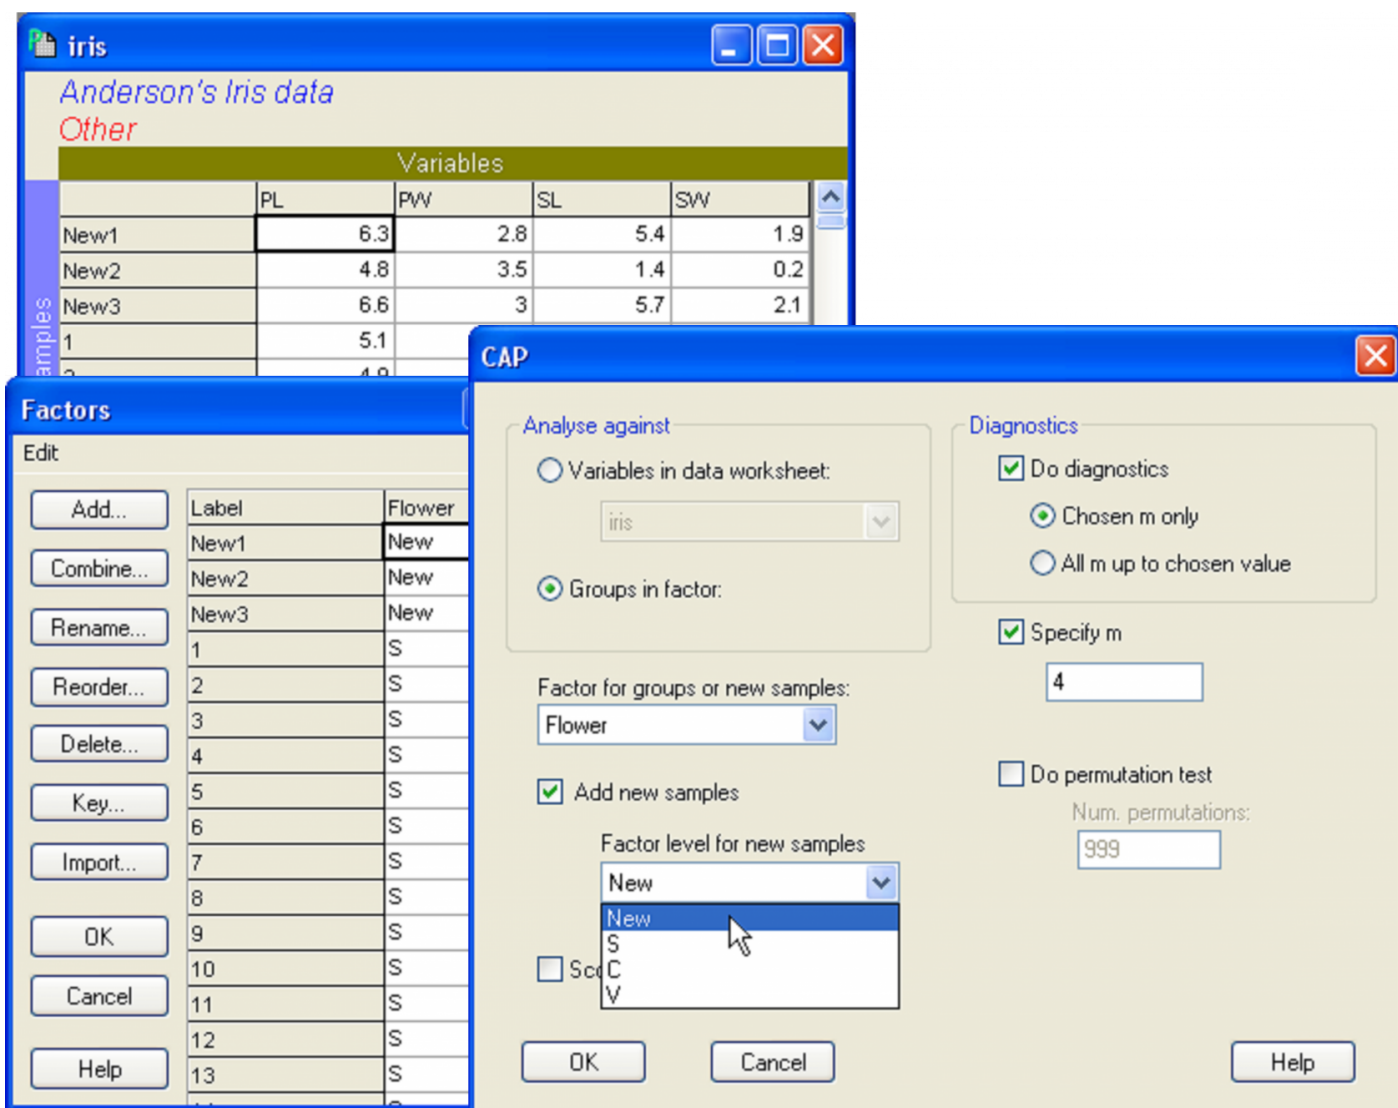 iris
Anderson's Iris data
Other
Variables
PL PW SL SW
New1 6.3 2.8 5.4 1.9
New2 4.8 3.5 1.4 0.2
New3 6.6 3 5.7 2.1
1 5.1
Factors
Edit
Add...
Combine...
Rename...
Reorder...
Delete...
Key...
Import...
OK
Cancel
Help
Label Flower
New1 New
New2 New
New3 New
1 S
2 S
3 S
4 S
5 S
6 S
7 S
8 S
9 S
10 S
11 S
12 S
13 S
CAP
Analyse against
Variables in data worksheet:
iris
Groups in factor:
Factor for groups or new samples:
Flower
Add new samples
Factor level for new samples
New
New
S
C
V
OK
Cancel
Diagnostics
Do diagnostics
Chosen m only
All m up to chosen value
Specify m
4
Do permutation test
Num. permutations:
999
Help